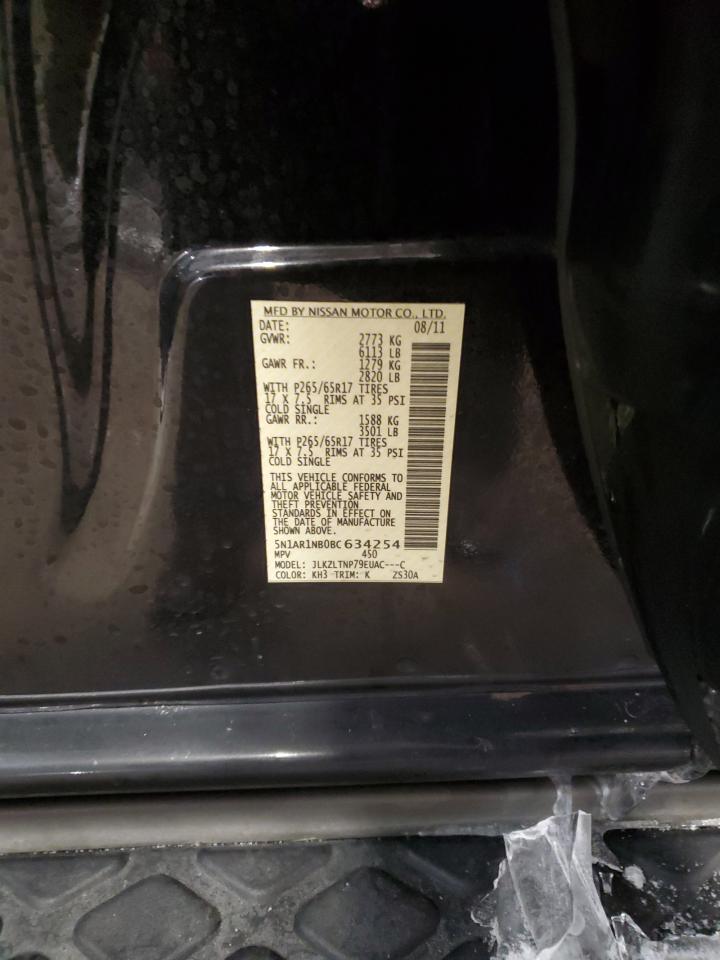 MFD BY NISSAN MOTOR CO., LTD.
DATE: 08/11
GVWR: 2773 KG
6113 LB
GAWR FR.: 1279 KG
2820 LB
WITH P265/65R17 TIRES
17 X 7.5 RIMS AT 35 PSI
COLD SINGLE
GAWR RR.: 1588 KG
3501 LB
WITH P265/65R17 TIRES
17 X 7.5 RIMS AT 35 PSI
COLD SINGLE
THIS VEHICLE CONFORMS TO
ALL APPLICABLE FEDERAL
MOTOR VEHICLE SAFETY AND
THEFT PREVENTION
STANDARDS IN EFFECT ON
THE DATE OF MANUFACTURE
SHOWN ABOVE.
5N1AR1NB0BC634254
MPV 450
MODEL: JLKZLTNP79EUAC---C
COLOR: KH3 TRIM: K ZS30A